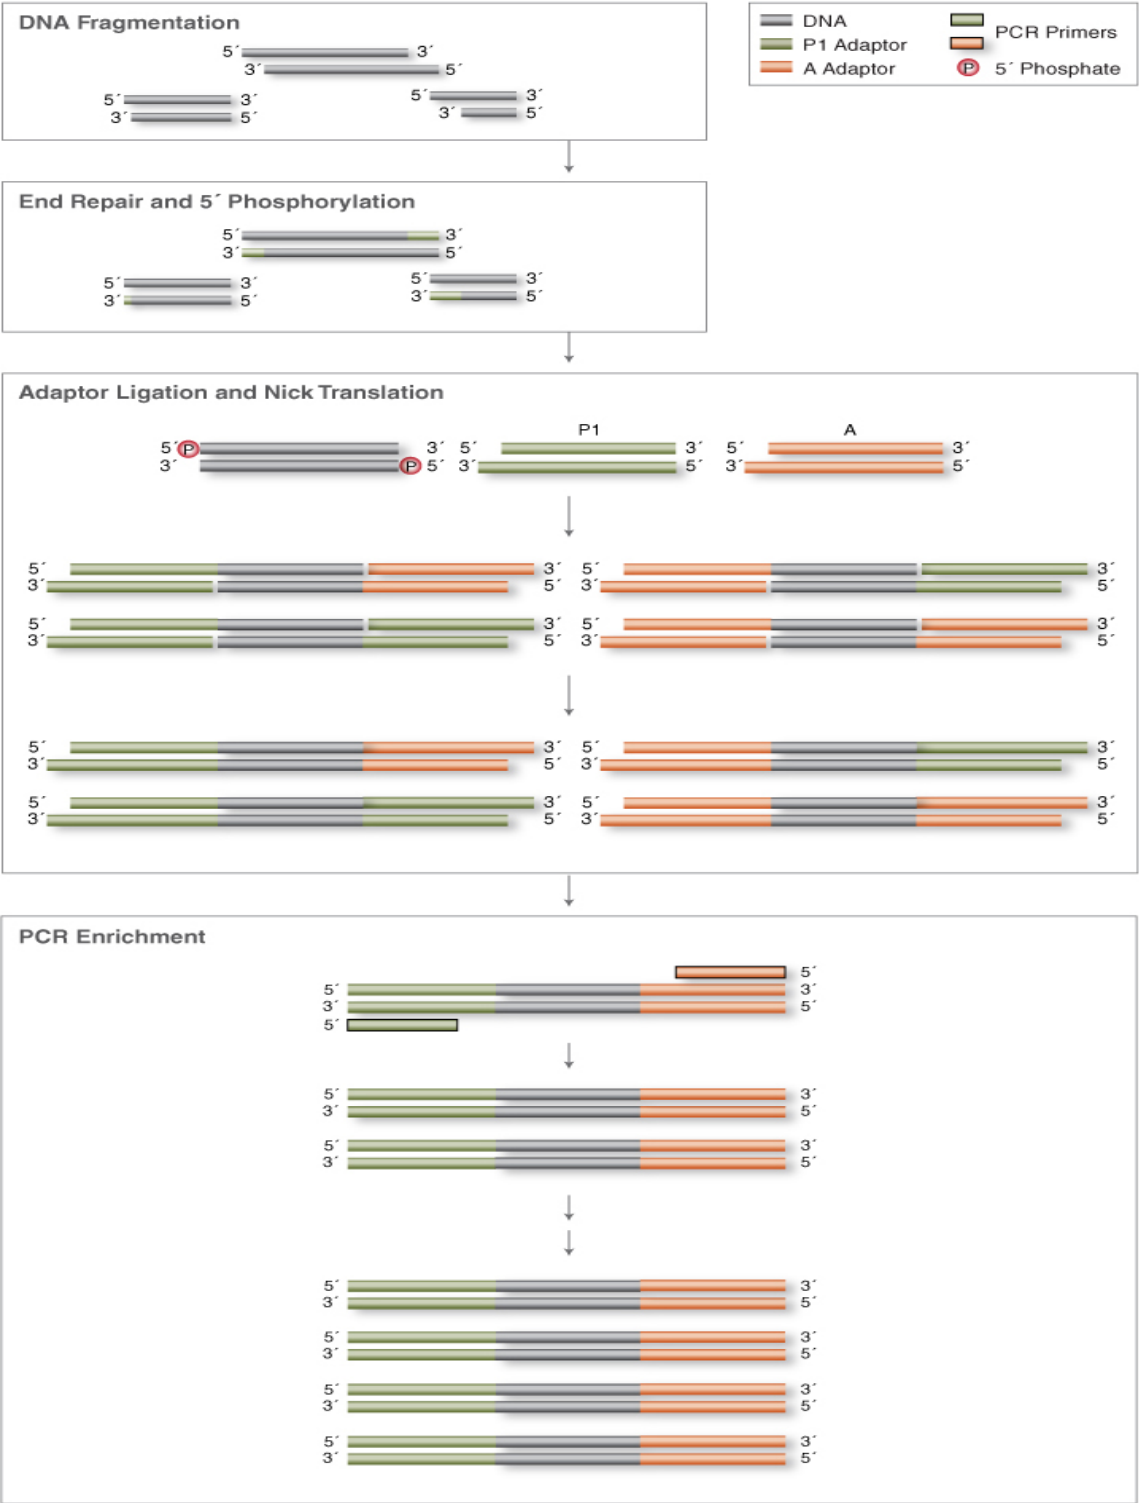 DNA Fragmentation
5´ 3´
3´ 5´
5´ 3´ 5´ 3´
3´ 5´ 3´ 5´
DNA
P1 Adaptor
A Adaptor
PCR Primers
P 5´ Phosphate
End Repair and 5´ Phosphorylation
5´ 3´
3´ 5´
5´ 3´ 5´ 3´
3´ 5´ 3´ 5´
Adaptor Ligation and Nick Translation
P1 A
5´ P 3´ 5´ 3´ 5´ 3´
3´ P 5´ 3´ 5´ 3´ 5´
5´ 3´ 5´ 3´
3´ 5´ 3´ 5´
5´ 3´ 5´ 3´
3´ 5´ 3´ 5´
5´ 3´ 5´ 3´
3´ 5´ 3´ 5´
5´ 3´ 5´ 3´
3´ 5´ 3´ 5´
PCR Enrichment
5´
5´ 3´
3´ 5´
5´
5´ 3´
3´ 5´
5´ 3´
3´ 5´
5´ 3´
3´ 5´
5´ 3´
3´ 5´
5´ 3´
3´ 5´
5´ 3´
3´ 5´